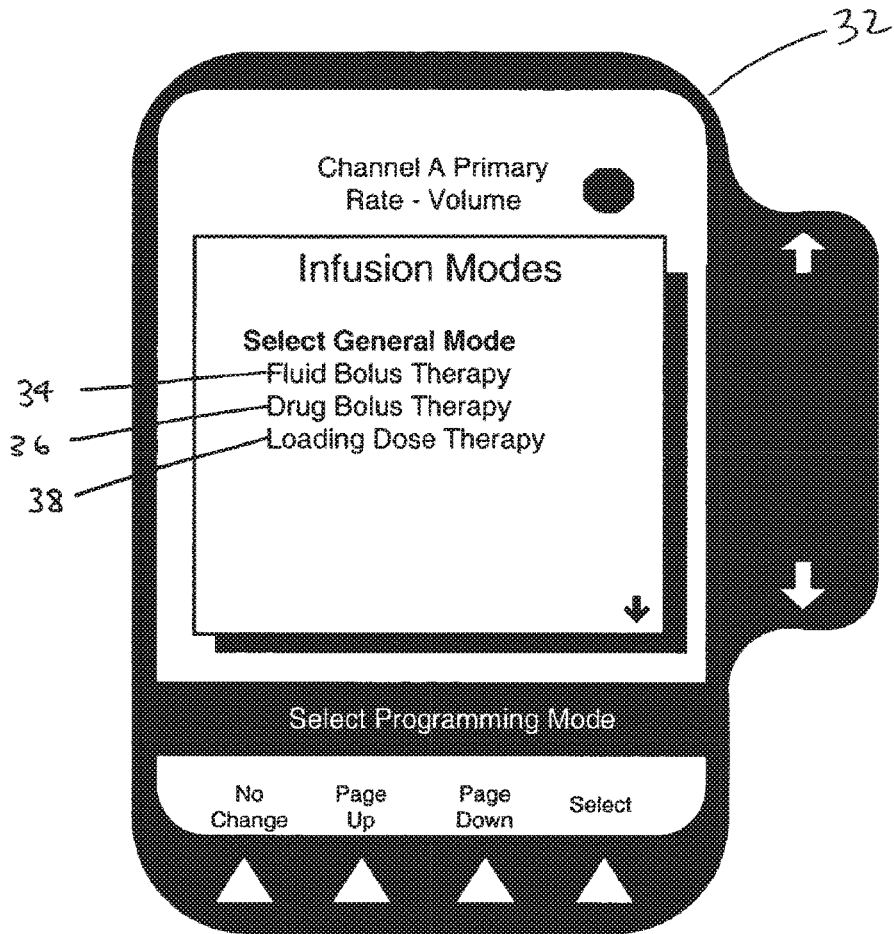 32
Channel A Primary
Rate - Volume
Infusion Modes
Select General Mode
34
Fluid Bolus Therapy
36
Drug Bolus Therapy
38
Loading Dose Therapy
Select Programming Mode
No Change
Page Up
Page Down
Select